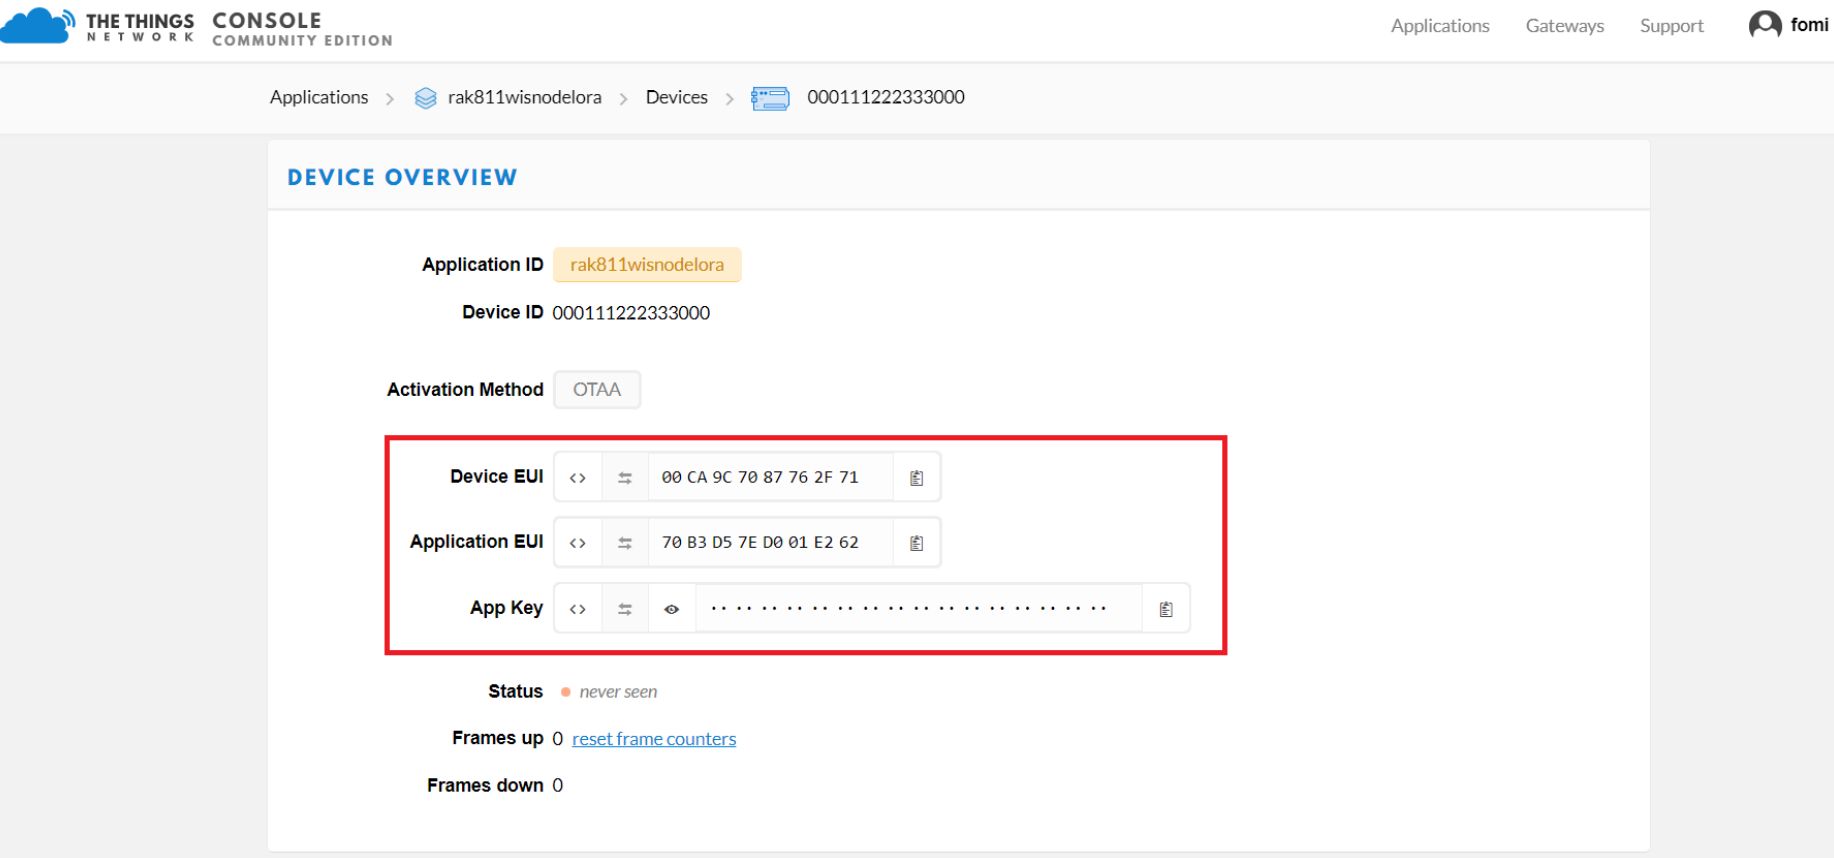 THE THINGS NETWORK CONSOLE COMMUNITY EDITION
Applications Gateways Support fomi
Applications > rak811wisnodelora > Devices > 000111222333000
DEVICE OVERVIEW
Application ID rak811wisnodelora
Device ID 000111222333000
Activation Method OTAA
Device EUI <> 00 CA 9C 70 87 76 2F 71
Application EUI <> 70 B3 D5 7E D0 01 E2 62
App Key <> ·· ·· ·· ·· ·· ·· ·· ·· ·· ·· ·· ·· ·· ·· ·· ··
Status never seen
Frames up 0 reset frame counters
Frames down 0